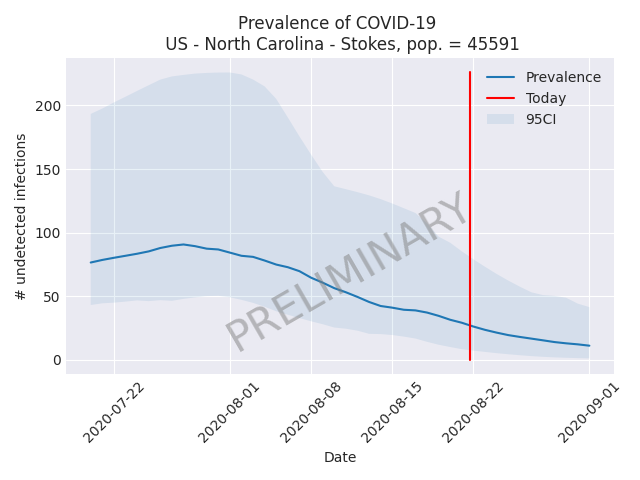 Prevalence of COVID-19
US - North Carolina - Stokes, pop. = 45591
Prevalence
Today
95CI
PRELIMINARY
# undetected infections
200
150
100
50
0
2020-07-22
2020-08-01
2020-08-08
2020-08-15
2020-08-22
2020-09-01
Date